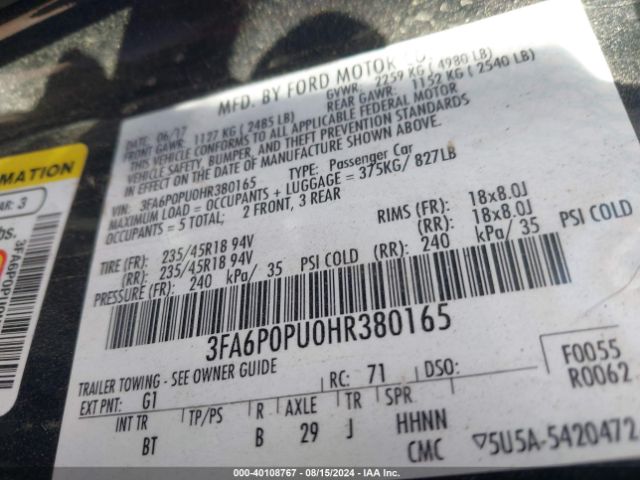 MFD. BY FORD MOTOR CO.
DATE: 06/17 GVWR: 2259 KG ( 4980 LB)
FRONT GAWR: 1127 KG ( 2485 LB) REAR GAWR: 1152 KG ( 2540 LB)
THIS VEHICLE CONFORMS TO ALL APPLICABLE FEDERAL MOTOR
VEHICLE SAFETY, BUMPER, AND THEFT PREVENTION STANDARDS
IN EFFECT ON THE DATE OF MANUFACTURE SHOWN ABOVE.
VIN: 3FA6P0PU0HR380165 TYPE: Passenger Car
MAXIMUM LOAD = OCCUPANTS + LUGGAGE = 375KG/ 827LB
OCCUPANTS = 5 TOTAL; 2 FRONT, 3 REAR
TIRE (FR): 235/45R18 94V RIMS (FR): 18x8.0J
(RR): 235/45R18 94V (RR): 18x8.0J
PRESSURE (FR): 240 kPa/ 35 PSI COLD (RR): 240 kPa/ 35 PSI COLD
3FA6P0PU0HR380165
TRAILER TOWING - SEE OWNER GUIDE
EXT PNT: G1 RC: 71 DSO: F0055
R0062
INT TR TP/PS R AXLE TR SPR
BT B 29 J HHNN
CMC ▽5U5A-5420472
MATION
AR: 3
000-40108767 - 08/15/2024 - IAA Inc.